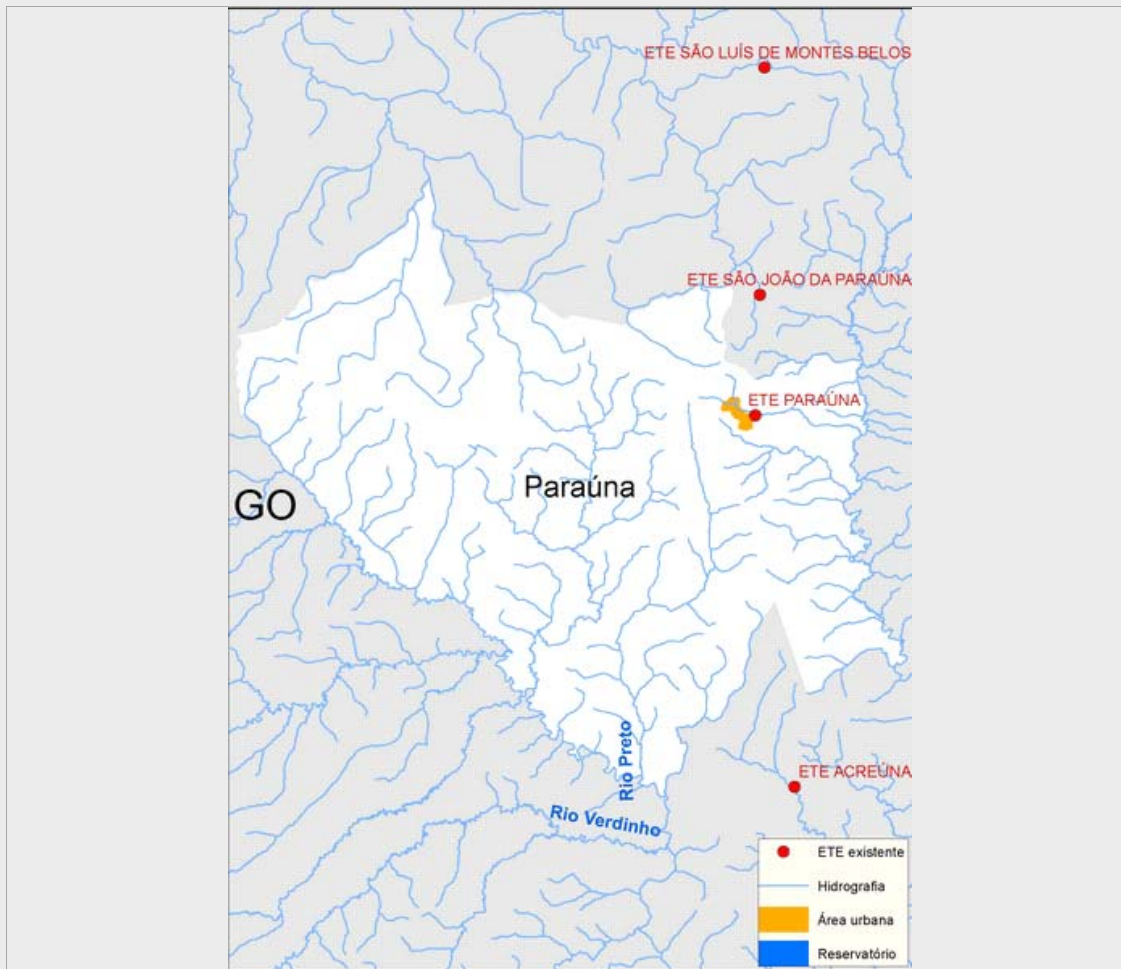 ETE SÃO LUÍS DE MONTES BELOS
ETE SÃO JOÃO DA PARAÚNA
ETE PARAÚNA
Paraúna
GO
Rio Preto
ETE ACREÚNA
Rio Verdinho
ETE existente
Hidrografia
Área urbana
Reservatório